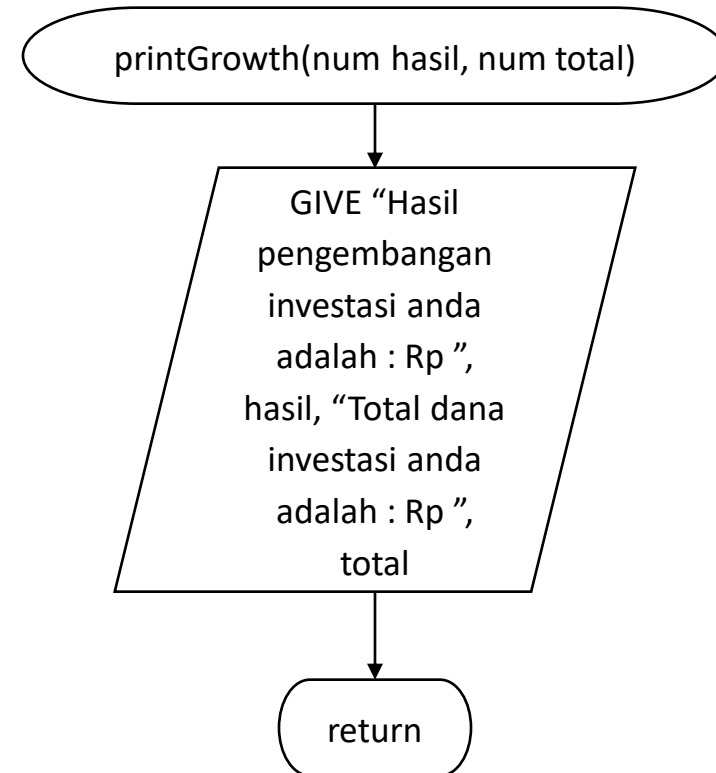 printGrowth(num hasil, num total)
GIVE “Hasil
pengembangan
investasi anda
adalah : Rp ”,
hasil, “Total dana
investasi anda
adalah : Rp ”,
total
return